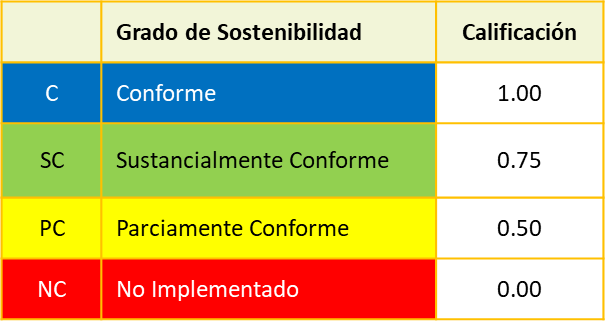 Grado de Sostenibilidad Calificación
C Conforme 1.00
SC Sustancialmente Conforme 0.75
PC Parciamente Conforme 0.50
NC No Implementado 0.00